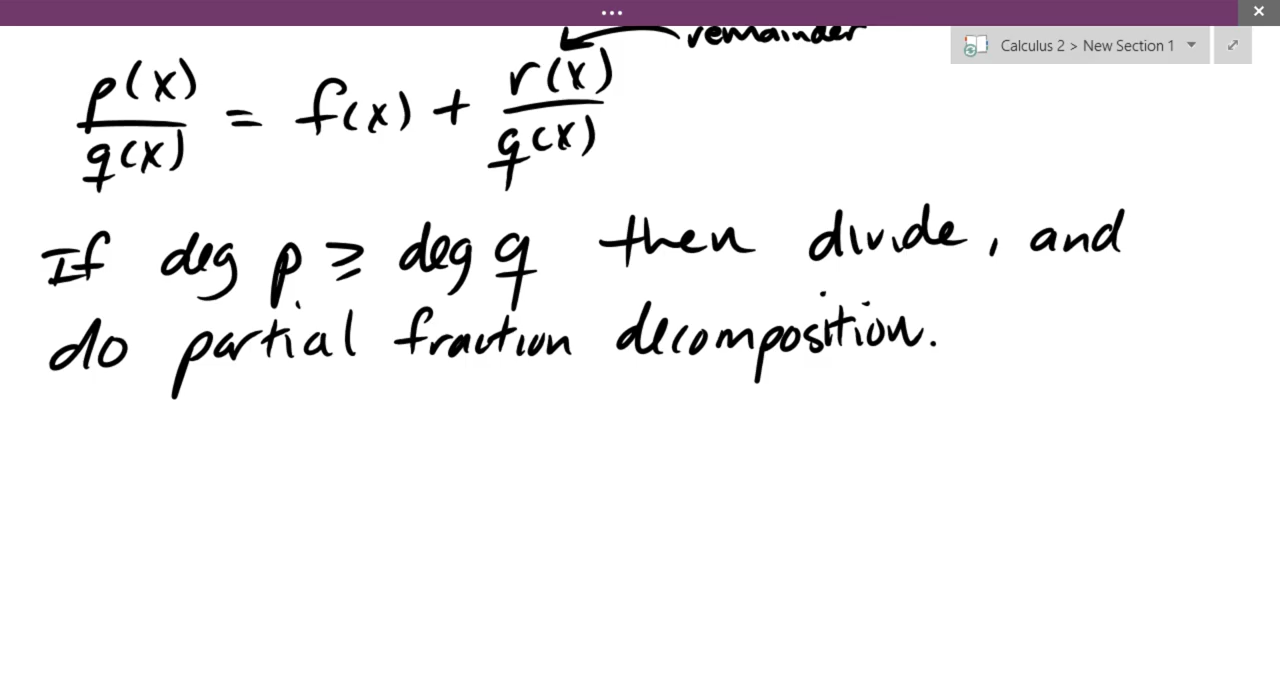 remainder
Calculus 2 > New Section 1
p(x)/q(x) = f(x) + r(x)/q(x)
If deg p ≥ deg q then divide, and
do partial fraction decomposition.